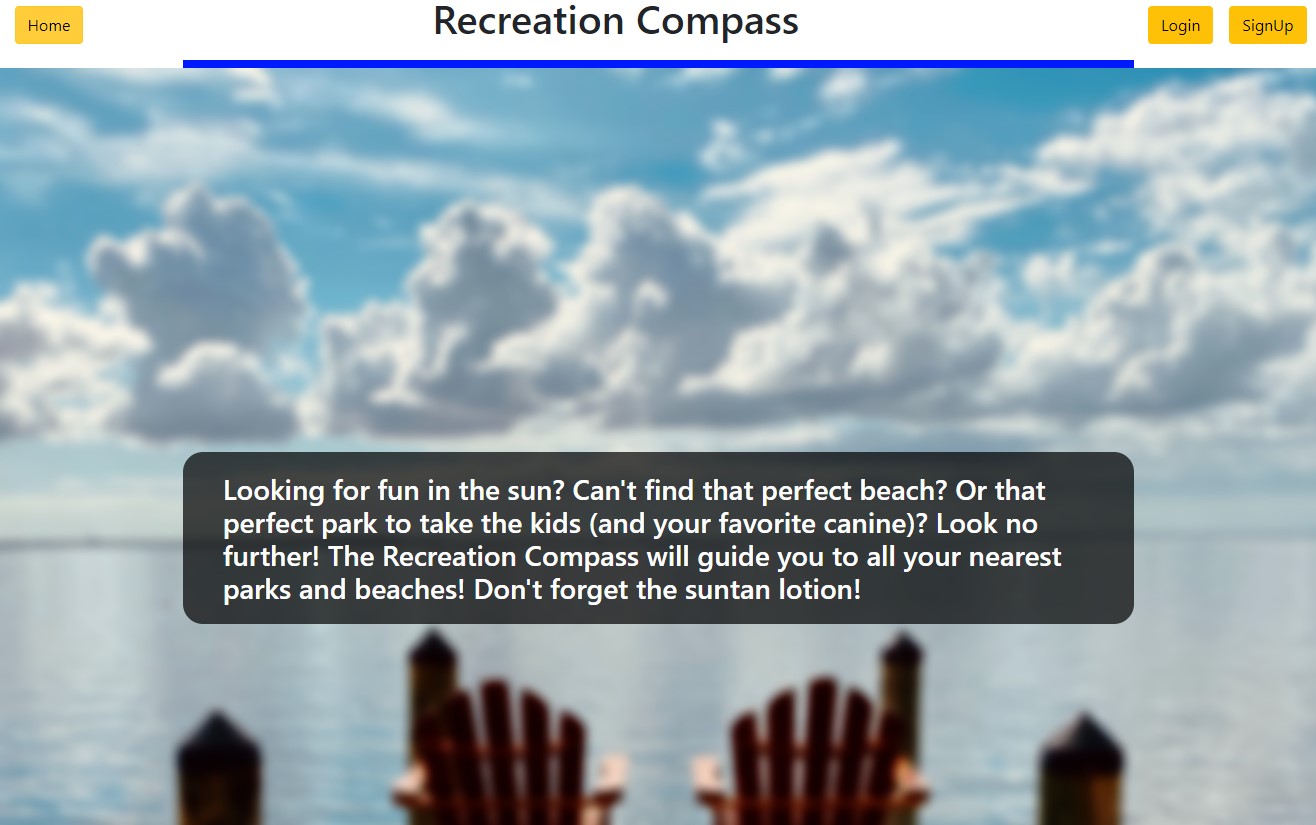 Home
Recreation Compass
Login
SignUp
Looking for fun in the sun? Can't find that perfect beach? Or that
perfect park to take the kids (and your favorite canine)? Look no
further! The Recreation Compass will guide you to all your nearest
parks and beaches! Don't forget the suntan lotion!